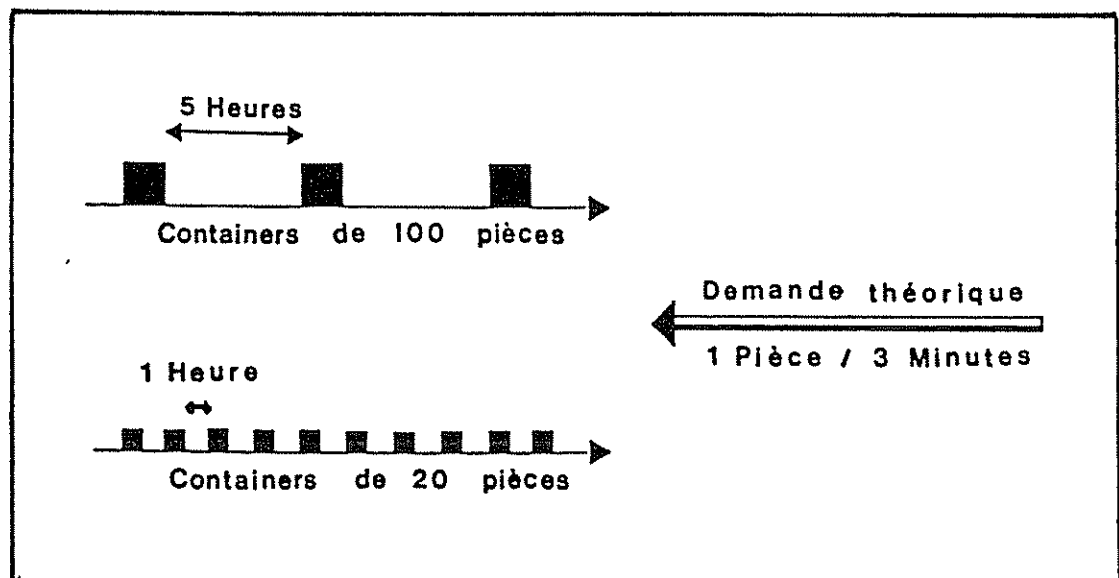 5 Heures
Containers de 100 pièces
Demande théorique
1 Pièce / 3 Minutes
1 Heure
Containers de 20 pièces